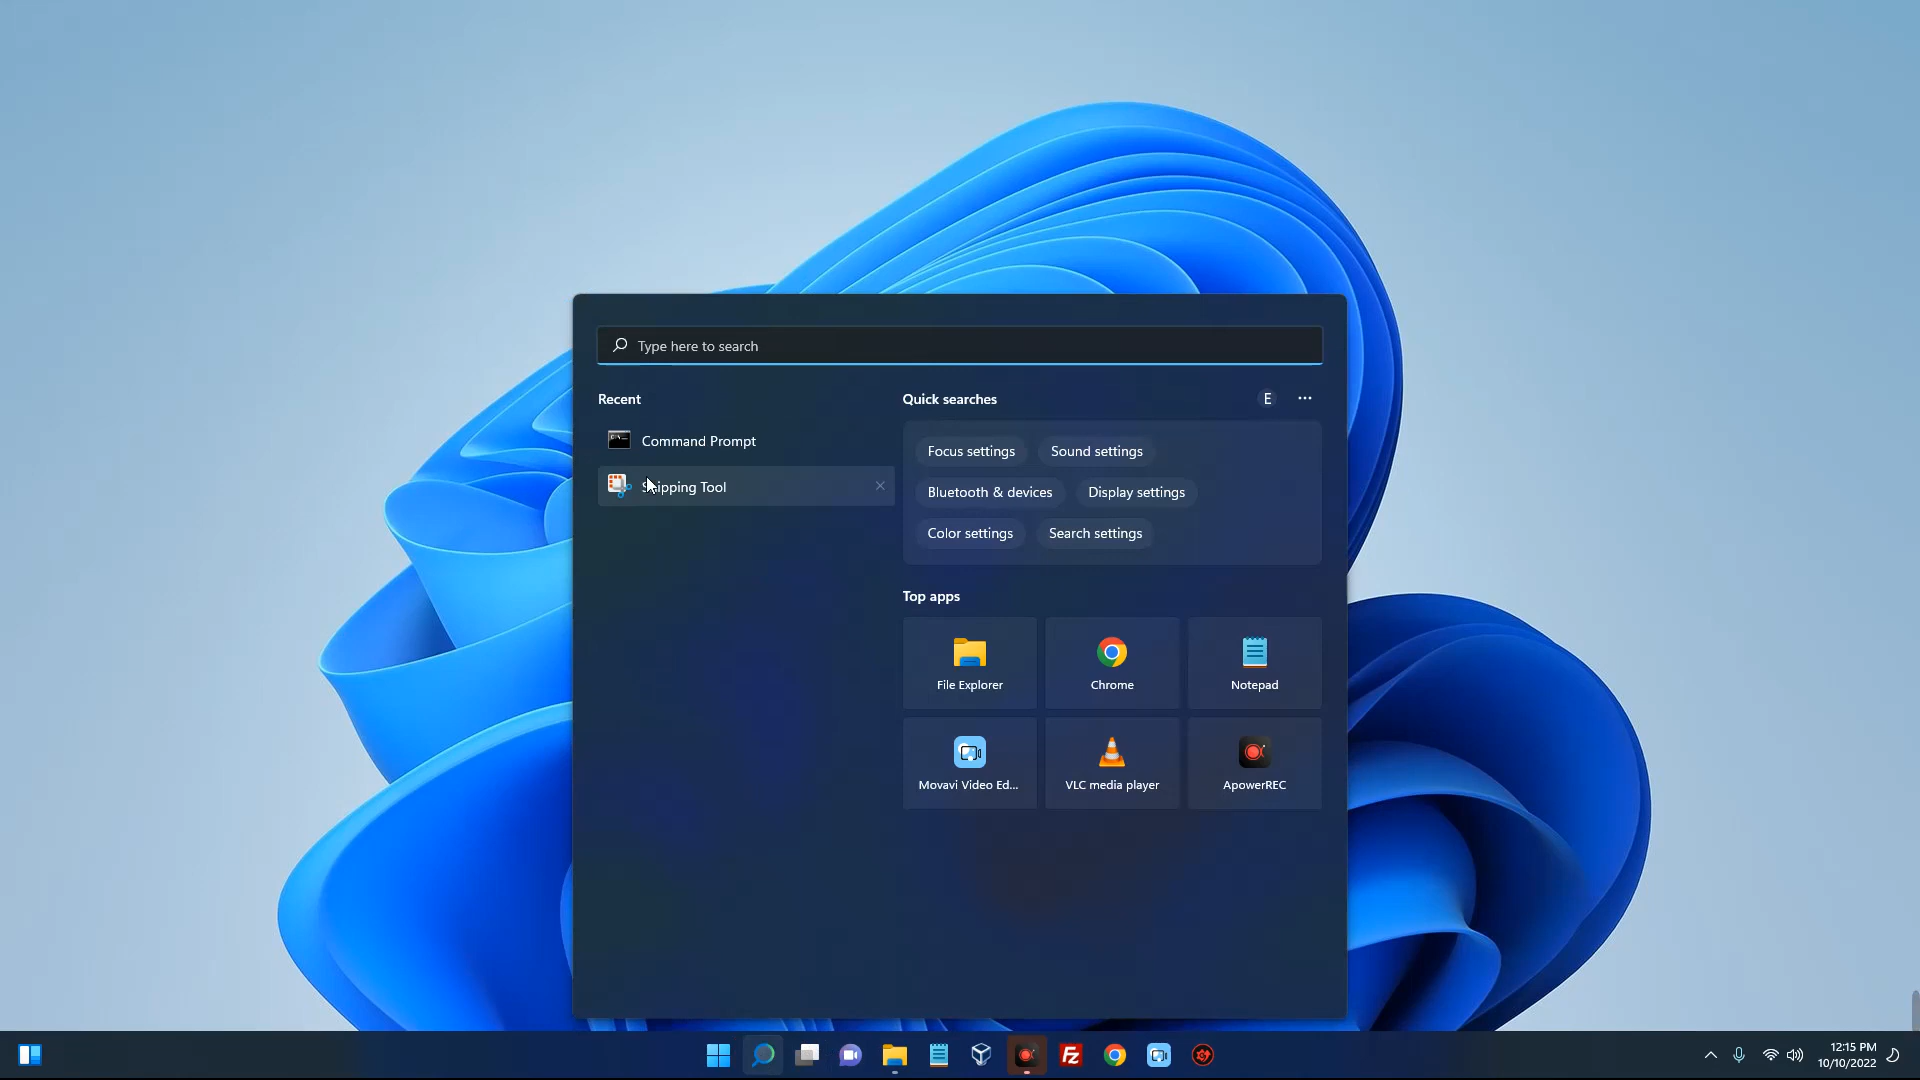 Type here to search
Recent
Command Prompt
Snipping Tool
Quick searches
E
Focus settings
Sound settings
Bluetooth & devices
Display settings
Color settings
Search settings
Top apps
File Explorer
Chrome
Notepad
Movavi Video Ed...
VLC media player
ApowerREC
FZ
12:15 PM
10/10/2022